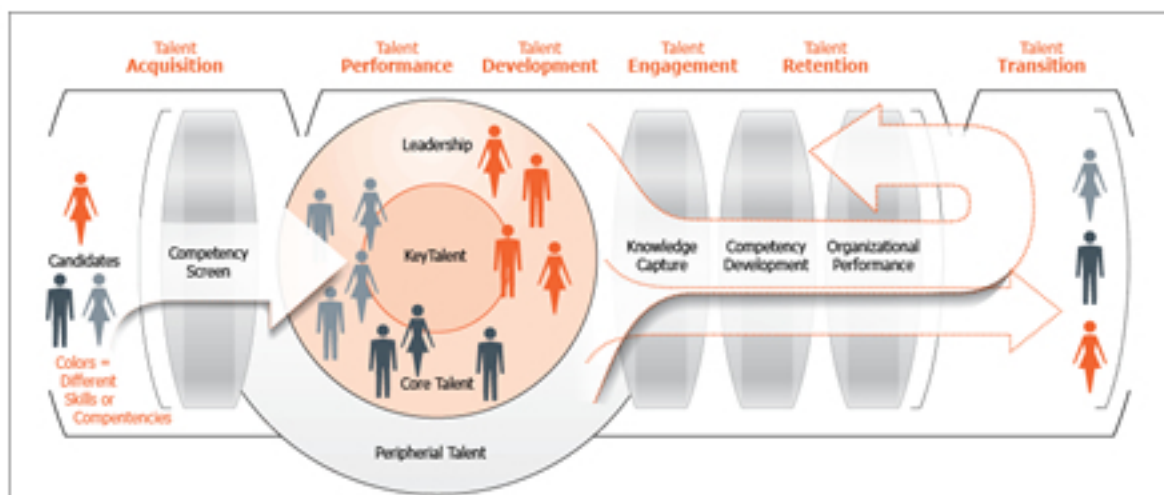 Talent
Acquisition
Talent
Performance
Talent
Development
Talent
Engagement
Talent
Retention
Talent
Transition
Candidates
Colors =
Different
Skills or
Compentencies
Competency
Screen
Leadership
KeyTalent
Core Talent
Peripherial Talent
Knowledge
Capture
Competency
Development
Organizational
Performance